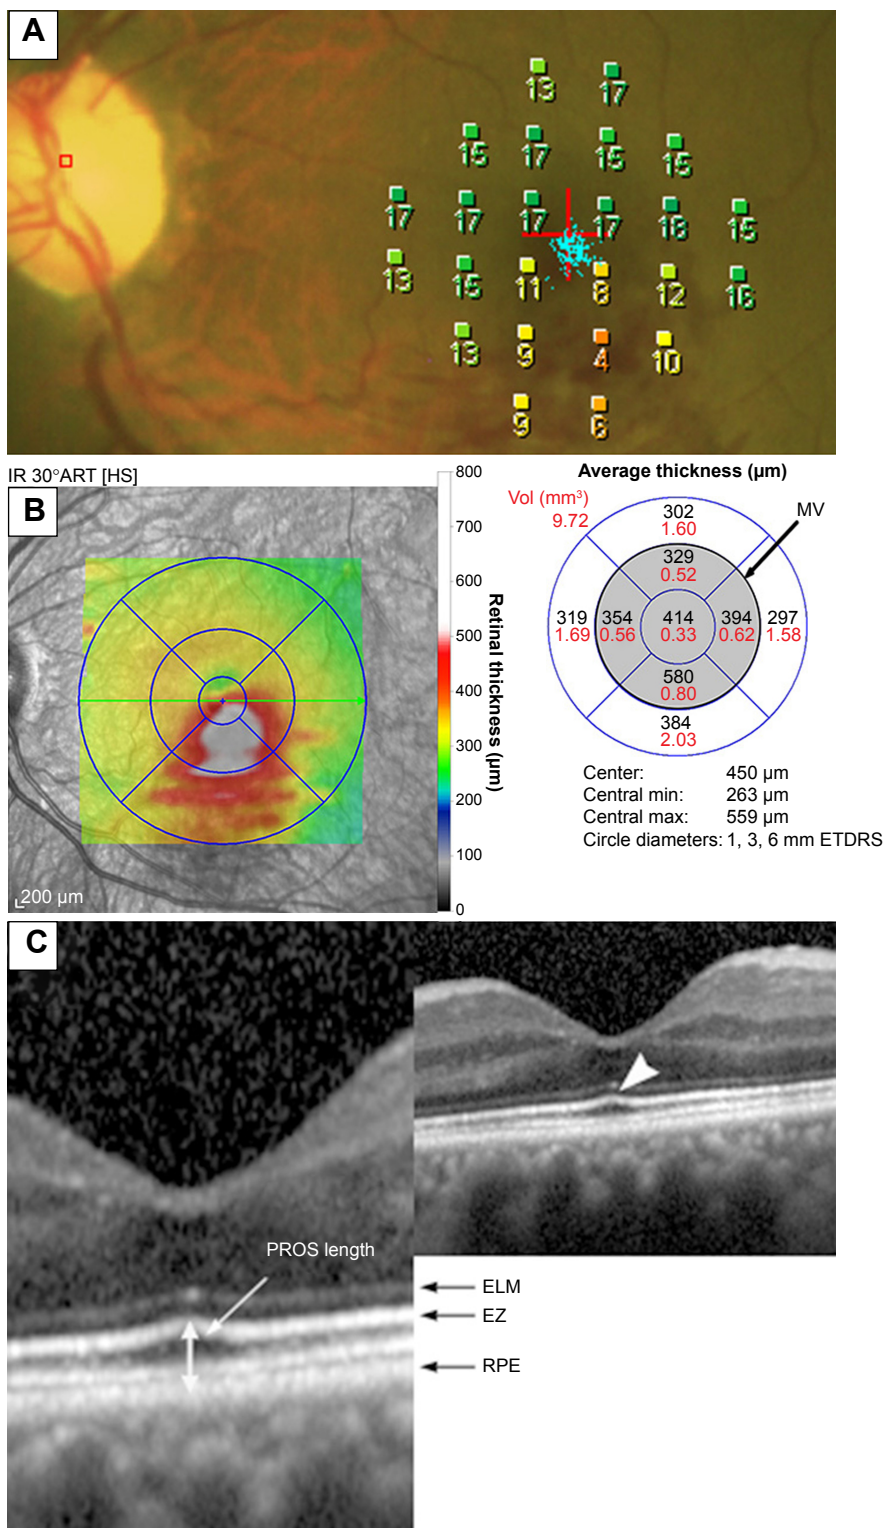 A
13 17
15 17 15 15
17 17 17 17 18 15
13 15 11 8 12 16
13 9 4 10
9 6
IR 30°ART [HS]
B
200 µm
800
700
600
500
400
300
200
100
0
Retinal thickness (µm)
Average thickness (µm)
Vol (mm³)
9.72
MV
302
1.60
329
0.52
319 354 414 394 297
1.69 0.56 0.33 0.62 1.58
580
0.80
384
2.03
Center: 450 µm
Central min: 263 µm
Central max: 559 µm
Circle diameters: 1, 3, 6 mm ETDRS
C
PROS length
ELM
EZ
RPE